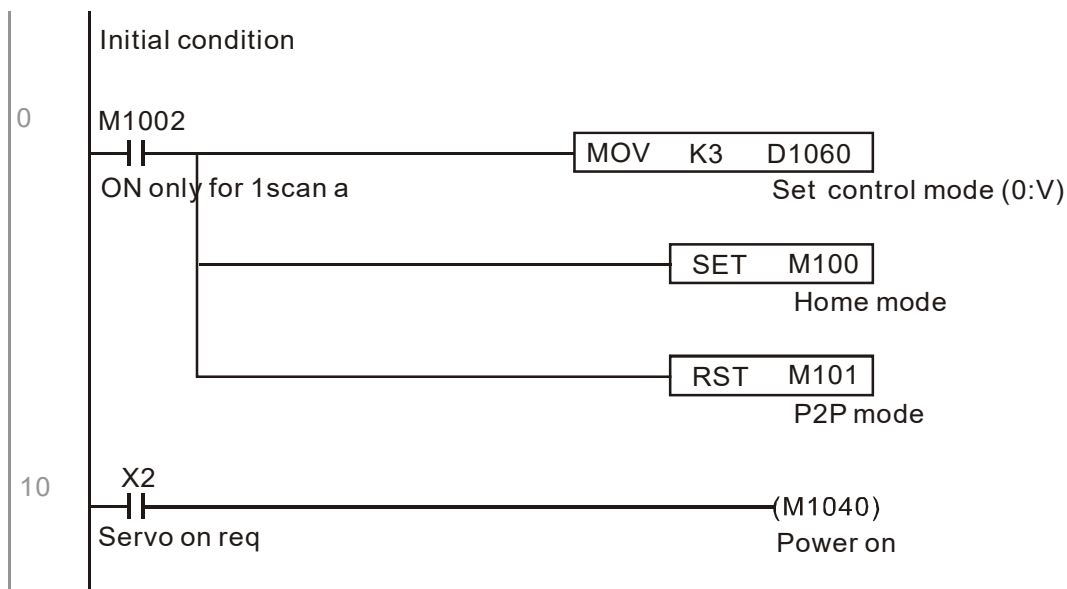 Initial condition
0
M1002
MOV K3 D1060
ON only for 1scan a
Set control mode (0:V)
SET M100
Home mode
RST M101
P2P mode
10
X2
(M1040)
Servo on req
Power on